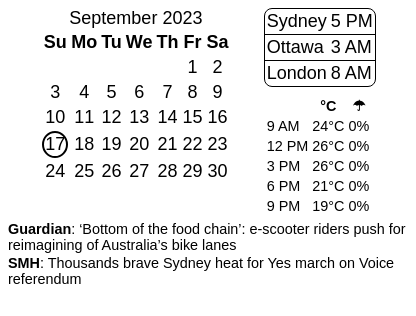 September 2023
Su Mo Tu We Th Fr Sa
1 2
3 4 5 6 7 8 9
10 11 12 13 14 15 16
17 18 19 20 21 22 23
24 25 26 27 28 29 30
Sydney 5 PM
Ottawa 3 AM
London 8 AM
°C ☂
9 AM 24°C 0%
12 PM 26°C 0%
3 PM 26°C 0%
6 PM 21°C 0%
9 PM 19°C 0%
Guardian: ‘Bottom of the food chain’: e-scooter riders push for
reimagining of Australia’s bike lanes
SMH: Thousands brave Sydney heat for Yes march on Voice
referendum